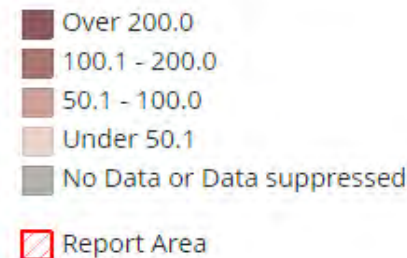 Over 200.0
100.1 - 200.0
50.1 - 100.0
Under 50.1
No Data or Data suppressed
Report Area